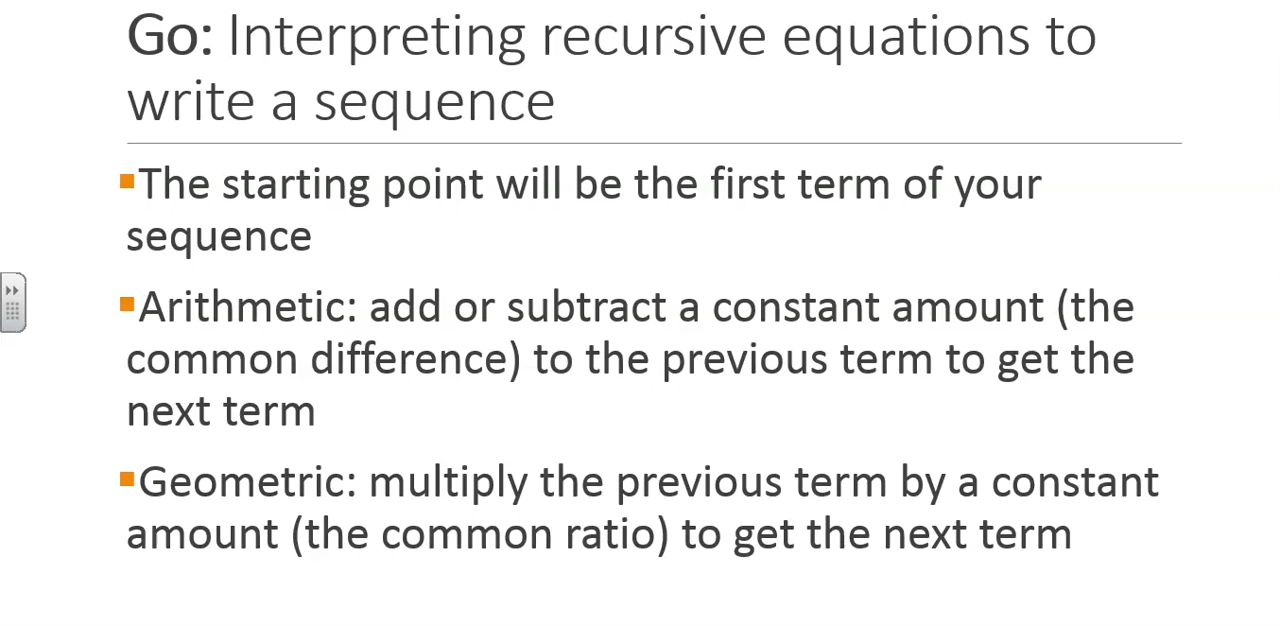 Go: Interpreting recursive equations to
write a sequence
▪The starting point will be the first term of your
sequence
▪Arithmetic: add or subtract a constant amount (the
common difference) to the previous term to get the
next term
▪Geometric: multiply the previous term by a constant
amount (the common ratio) to get the next term